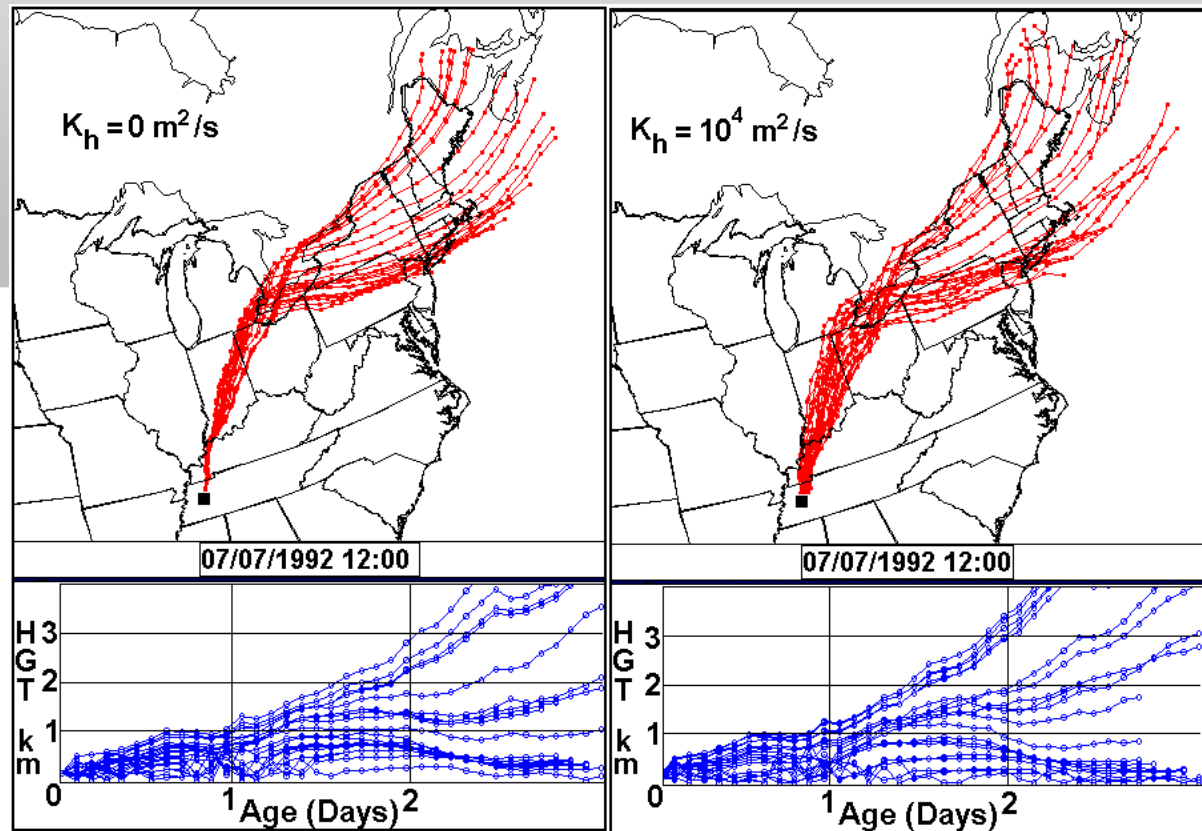 K_h = 0 m²/s
07/07/1992 12:00
HGT km
3
2
1
0 1 2
Age (Days)
K_h = 10⁴ m²/s
07/07/1992 12:00
HGT km
3
2
1
0 1 2
Age (Days)